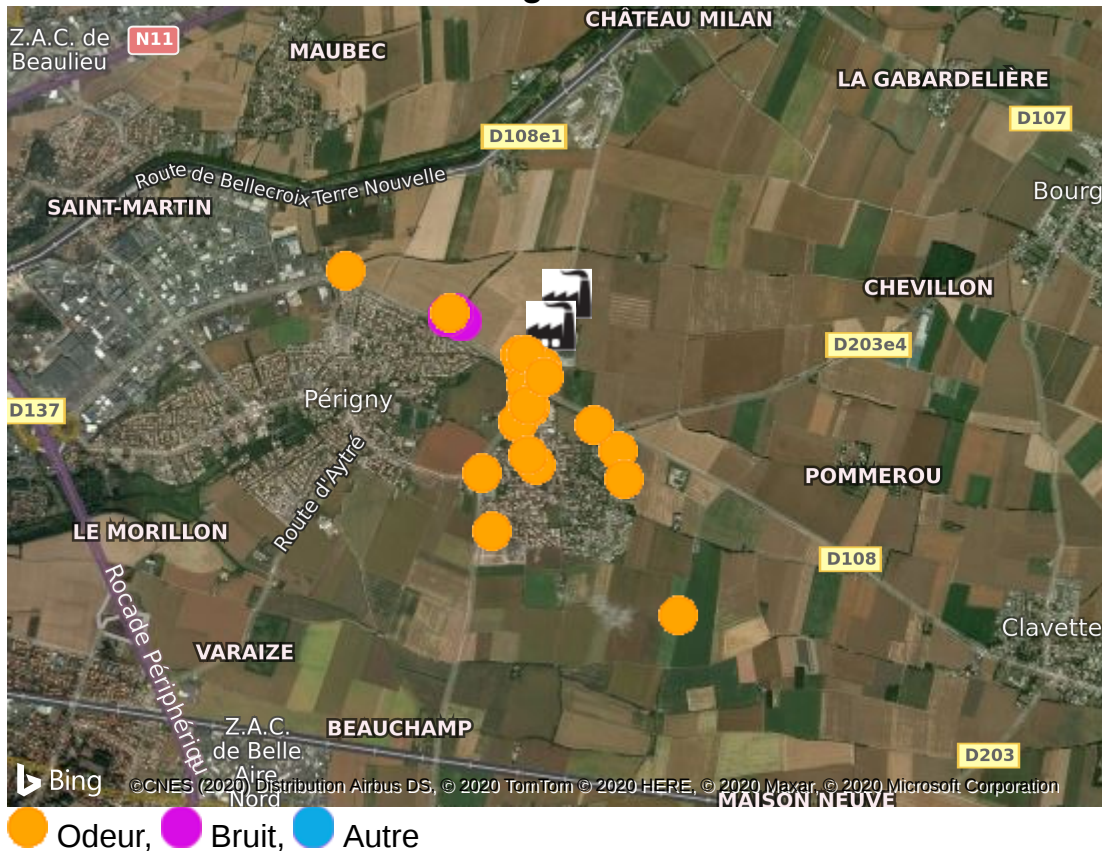 CHÂTEAU MILAN
Z.A.C. de
Beaulieu
N11
MAUBEC
LA GABARDELIÈRE
D107
D108e1
Route de Bellecroix Terre Nouvelle
Bourg
SAINT-MARTIN
CHEVILLON
D203e4
Périgny
D137
Route d'Aytré
POMMEROU
LE MORILLON
D108
Rocade Périphériqu
Clavette
VARAIZE
Z.A.C.
de Belle
Aire
Nord
BEAUCHAMP
D203
Bing
©CNES (2020) Distribution Airbus DS, © 2020 TomTom © 2020 HERE, © 2020 Maxar, © 2020 Microsoft Corporation
MAISON NEUVE
Odeur, Bruit, Autre